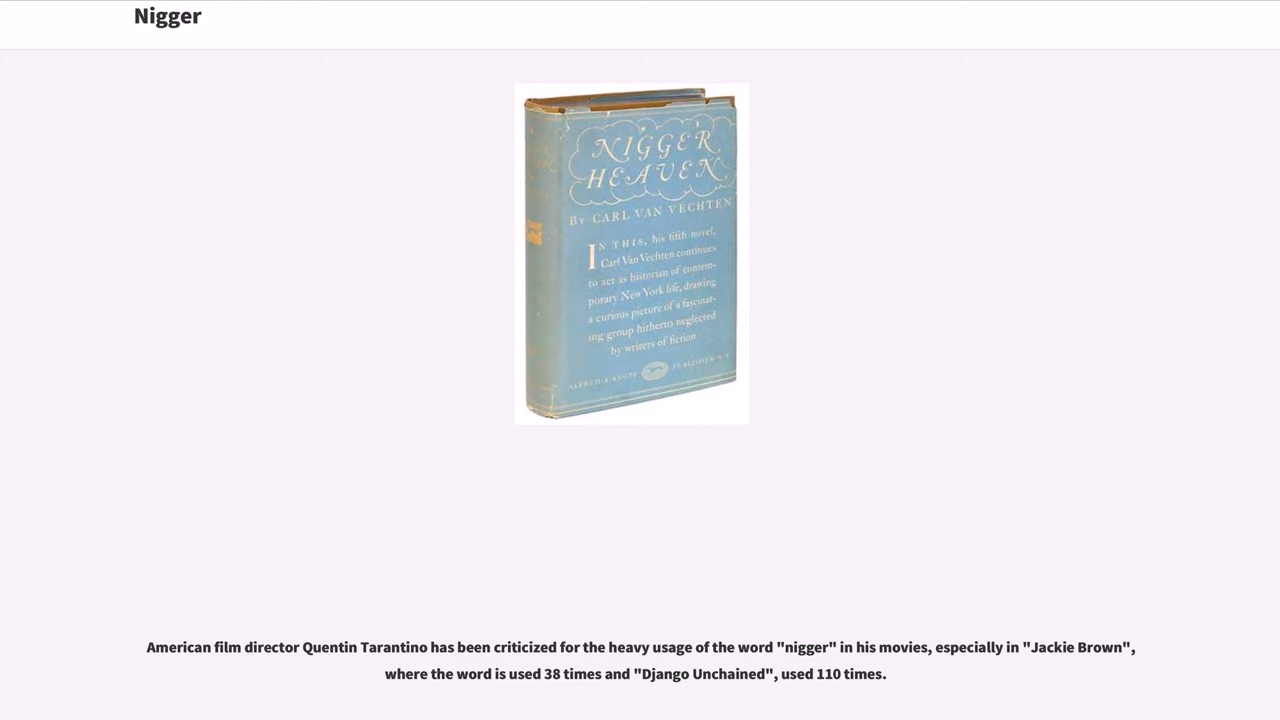 Nigger
NIGGER
HEAVEN
By CARL VAN VECHTEN
IN THIS, his fifth novel,
Carl Van Vechten continues
to act as historian of contem-
porary New York life, drawing
a curious picture of a fascinat-
ing group hitherto neglected
by writers of fiction
ALFRED A KNOPF PUBLISHER N.Y.
American film director Quentin Tarantino has been criticized for the heavy usage of the word "nigger" in his movies, especially in "Jackie Brown",
where the word is used 38 times and "Django Unchained", used 110 times.